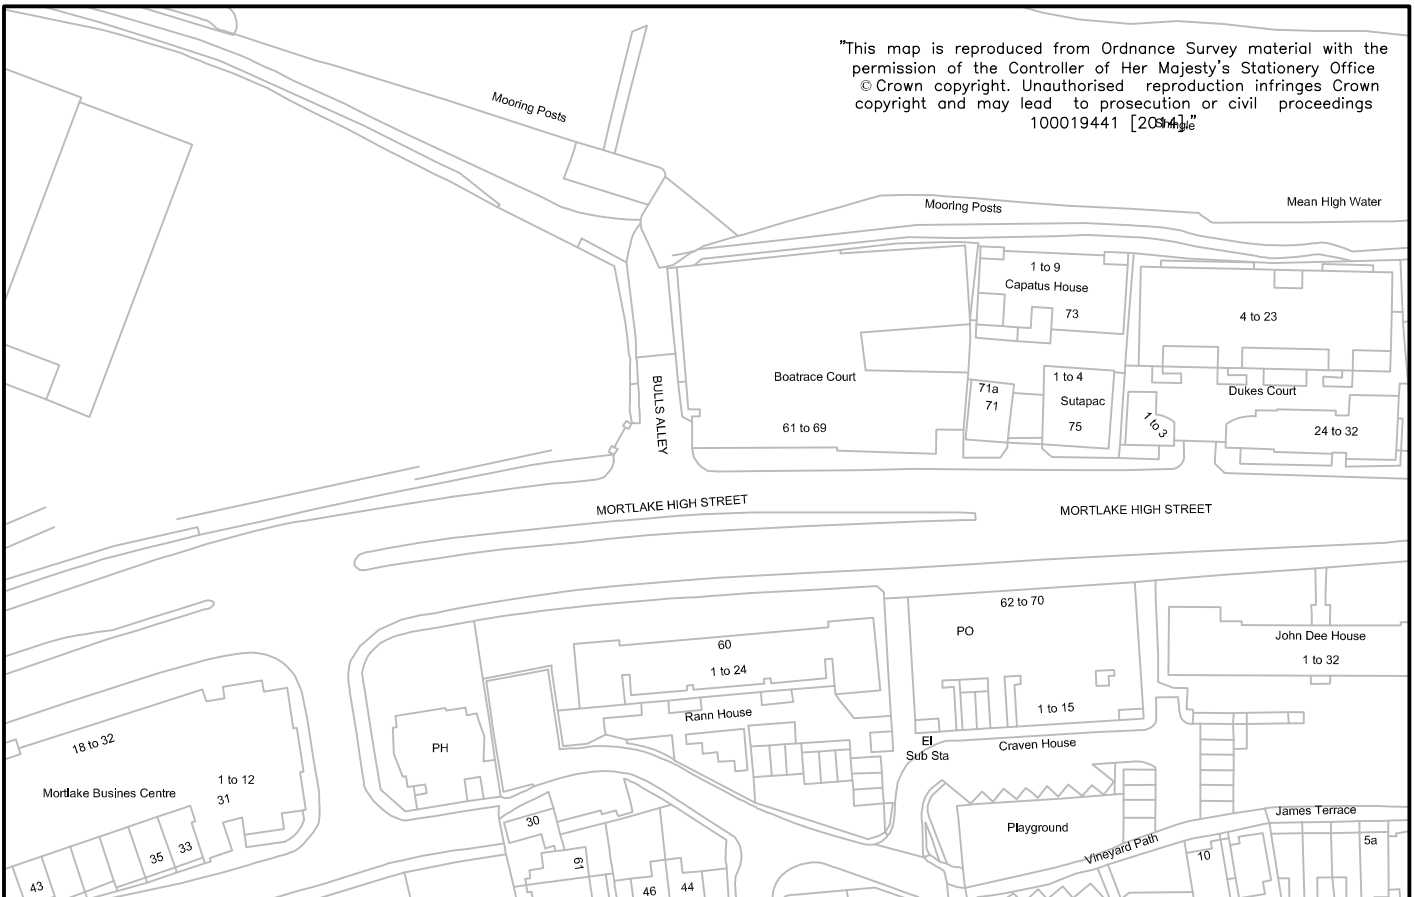 "This map is reproduced from Ordnance Survey material with the
permission of the Controller of Her Majesty's Stationery Office
© Crown copyright. Unauthorised reproduction infringes Crown
copyright and may lead to prosecution or civil proceedings
100019441 [2014]."
Shingle
Mooring Posts
Mooring Posts
Mean High Water
1 to 9
Capatus House
73
4 to 23
Boatrace Court
61 to 69
BULLS ALLEY
71a
71
1 to 4
Sutapac
75
1 to 3
Dukes Court
24 to 32
MORTLAKE HIGH STREET
MORTLAKE HIGH STREET
62 to 70
PO
John Dee House
1 to 32
60
1 to 24
Rann House
1 to 15
Craven House
El
Sub Sta
PH
18 to 32
1 to 12
31
Mortlake Busines Centre
35
33
43
30
61
46
44
Playground
Vineyard Path
James Terrace
10
5a